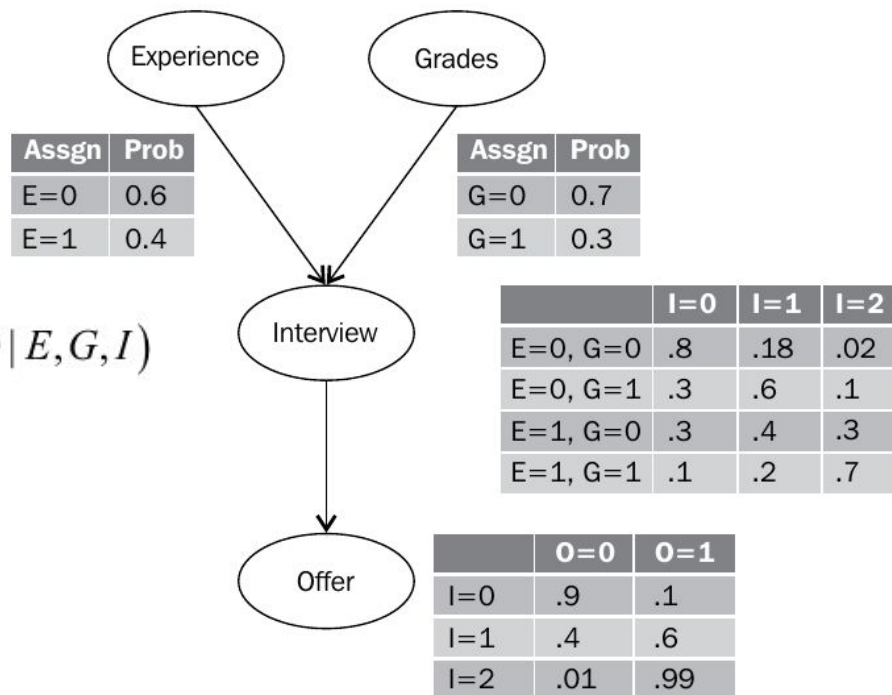 Experience
Grades
Assgn Prob
E=0 0.6
E=1 0.4
Assgn Prob
G=0 0.7
G=1 0.3
| E, G, I)
Interview
I=0 I=1 I=2
E=0, G=0 .8 .18 .02
E=0, G=1 .3 .6 .1
E=1, G=0 .3 .4 .3
E=1, G=1 .1 .2 .7
Offer
O=0 O=1
I=0 .9 .1
I=1 .4 .6
I=2 .01 .99